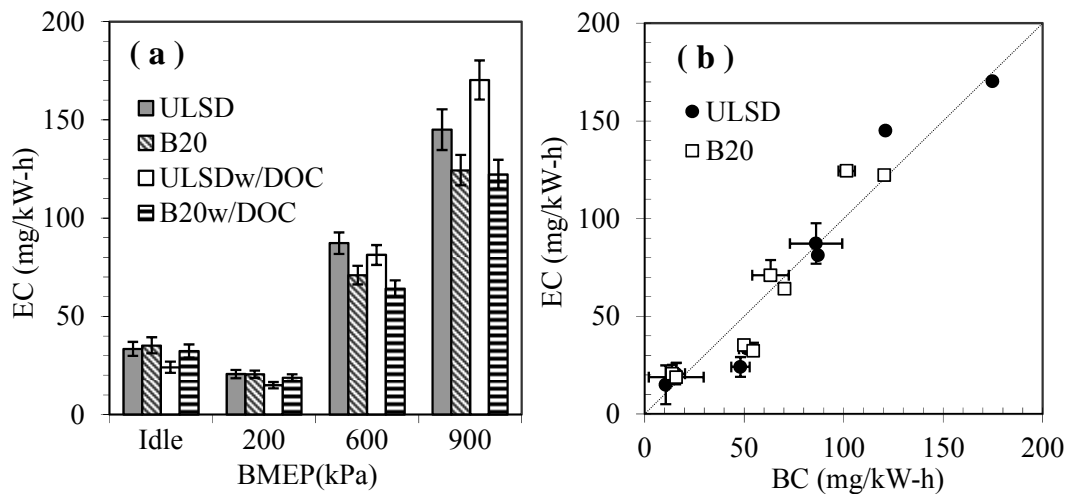 ( a )
ULSD
B20
ULSDw/DOC
B20w/DOC
EC (mg/kW-h)
200
150
100
50
0
Idle 200 600 900
BMEP(kPa)
( b )
ULSD
B20
EC (mg/kW-h)
200
150
100
50
0
0 50 100 150 200
BC (mg/kW-h)